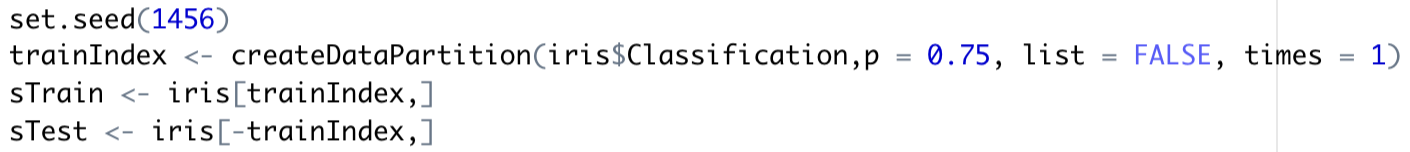 set.seed(1456)
trainIndex <- createDataPartition(iris$Classification,p = 0.75, list = FALSE, times = 1)
sTrain <- iris[trainIndex,]
sTest <- iris[-trainIndex,]